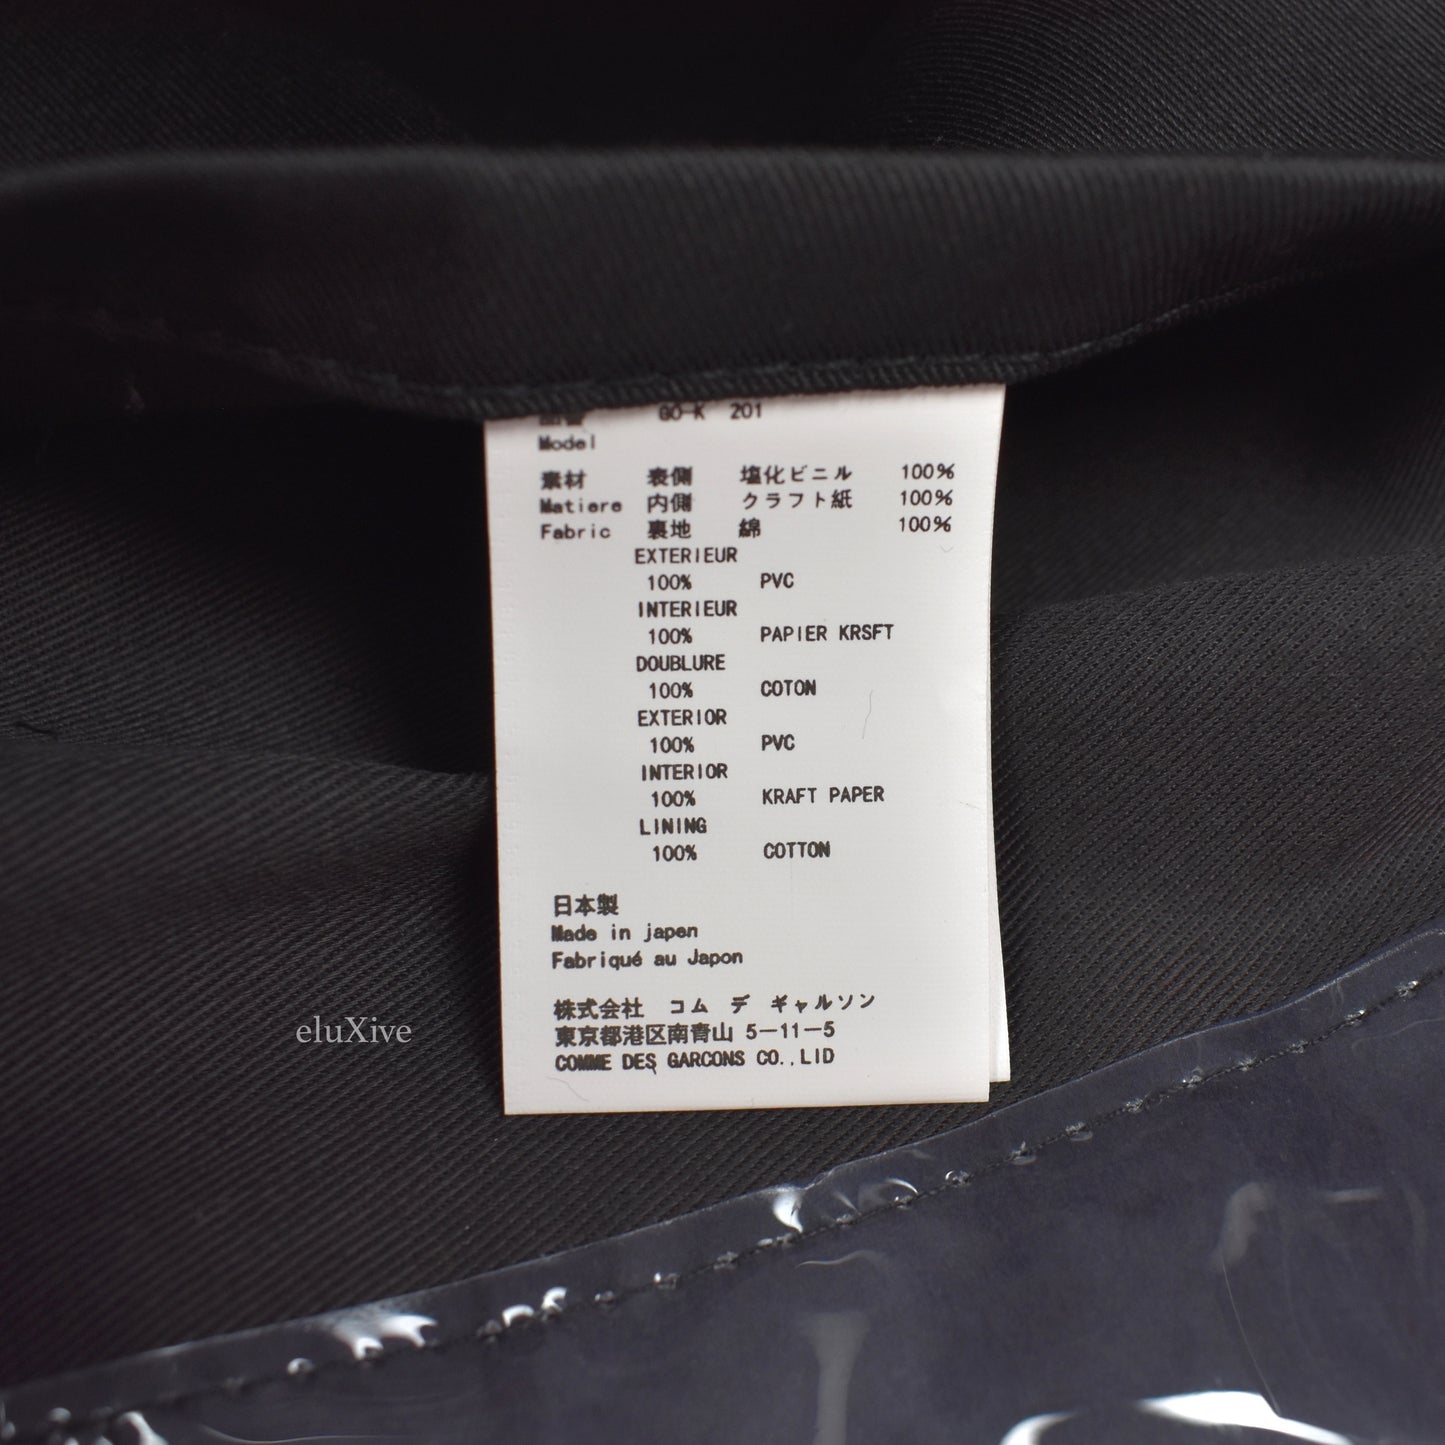 品番 GO-K 201
Model
素材 表側 塩化ビニル 100%
Matiere 内側 クラフト紙 100%
Fabric 裏地 綿 100%
EXTERIEUR
100% PVC
INTERIEUR
100% PAPIER KRSFT
DOUBLURE
100% COTON
EXTERIOR
100% PVC
INTERIOR
100% KRAFT PAPER
LINING
100% COTTON
日本製
Made in japen
Fabriqué au Japon
株式会社 コム デ ギャルソン
東京都港区南青山 5-11-5
COMME DES GARCONS CO.,LID
eluXive